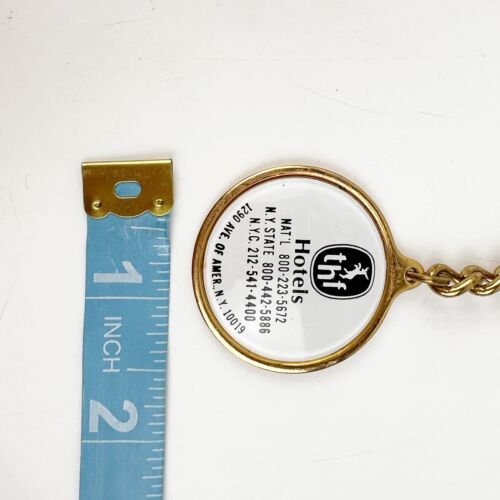 thf
Hotels
NAT'L 800-223-5672
N.Y. STATE 800-442-5886
N.Y.C. 212-541-4400
1290 AVE. OF AMER., N.Y. 10019
1
INCH
2